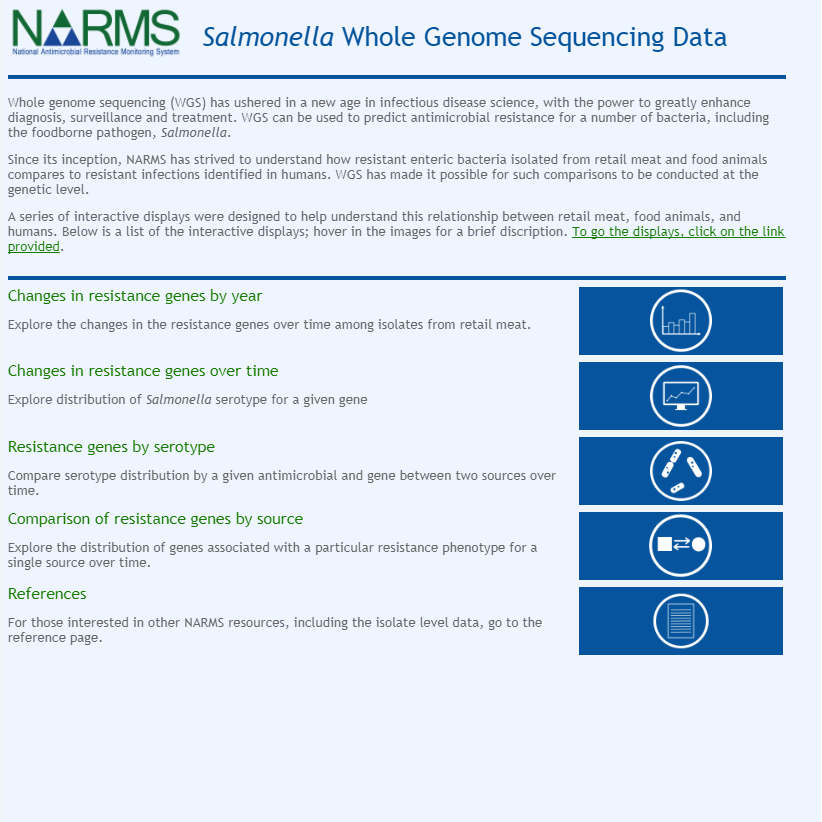 NARMS
National Antimicrobial Resistance Monitoring System
Salmonella Whole Genome Sequencing Data
Whole genome sequencing (WGS) has ushered in a new age in infectious disease science, with the power to greatly enhance
diagnosis, surveillance and treatment. WGS can be used to predict antimicrobial resistance for a number of bacteria, including
the foodborne pathogen, Salmonella.
Since its inception, NARMS has strived to understand how resistant enteric bacteria isolated from retail meat and food animals
compares to resistant infections identified in humans. WGS has made it possible for such comparisons to be conducted at the
genetic level.
A series of interactive displays were designed to help understand this relationship between retail meat, food animals, and
humans. Below is a list of the interactive displays; hover in the images for a brief discription. To go the displays, click on the link
provided.
Changes in resistance genes by year
Explore the changes in the resistance genes over time among isolates from retail meat.
Changes in resistance genes over time
Explore distribution of Salmonella serotype for a given gene
Resistance genes by serotype
Compare serotype distribution by a given antimicrobial and gene between two sources over
time.
Comparison of resistance genes by source
Explore the distribution of genes associated with a particular resistance phenotype for a
single source over time.
References
For those interested in other NARMS resources, including the isolate level data, go to the
reference page.